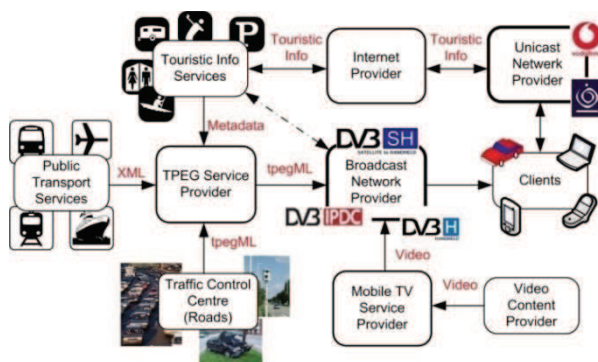 P
Touristic Info
Services
Touristic
Info
Internet
Provider
Touristic
Info
Unicast
Netwrerk
Provider
vodafone
Metadata
Public
Transport
Services
XML
TPEG Service
Provider
tpegML
DVB SH
SATELLITE to HANDHELD
Broadcast
Network
Provider
DVB IPDC
DVB H
HANDHELD
Clients
tpegML
Traffic Control
Centre
(Roads)
Video
Mobile TV
Service
Provider
Video
Video
Content
Provider